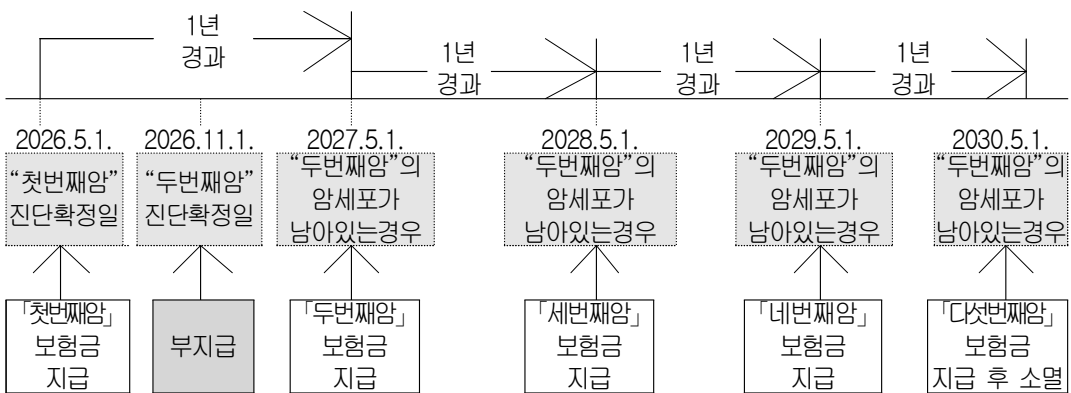 1년
경과
1년
경과
1년
경과
1년
경과
2026.5.1.
2026.11.1.
2027.5.1.
2028.5.1.
2029.5.1.
2030.5.1.
“첫번째암”
진단확정일
“두번째암”
진단확정일
“두번째암”의
암세포가
남아있는경우
“두번째암”의
암세포가
남아있는경우
“두번째암”의
암세포가
남아있는경우
“두번째암”의
암세포가
남아있는경우
「첫번째암」
보험금
지급
부지급
「두번째암」
보험금
지급
「세번째암」
보험금
지급
「네번째암」
보험금
지급
「다섯번째암」
보험금
지급 후 소멸